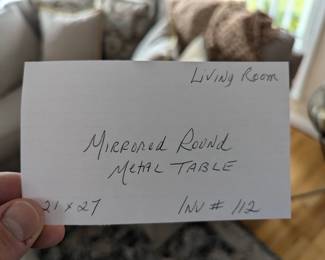 Living Room
Mirrored Round
Metal Table
21 x 27 Inv # 112